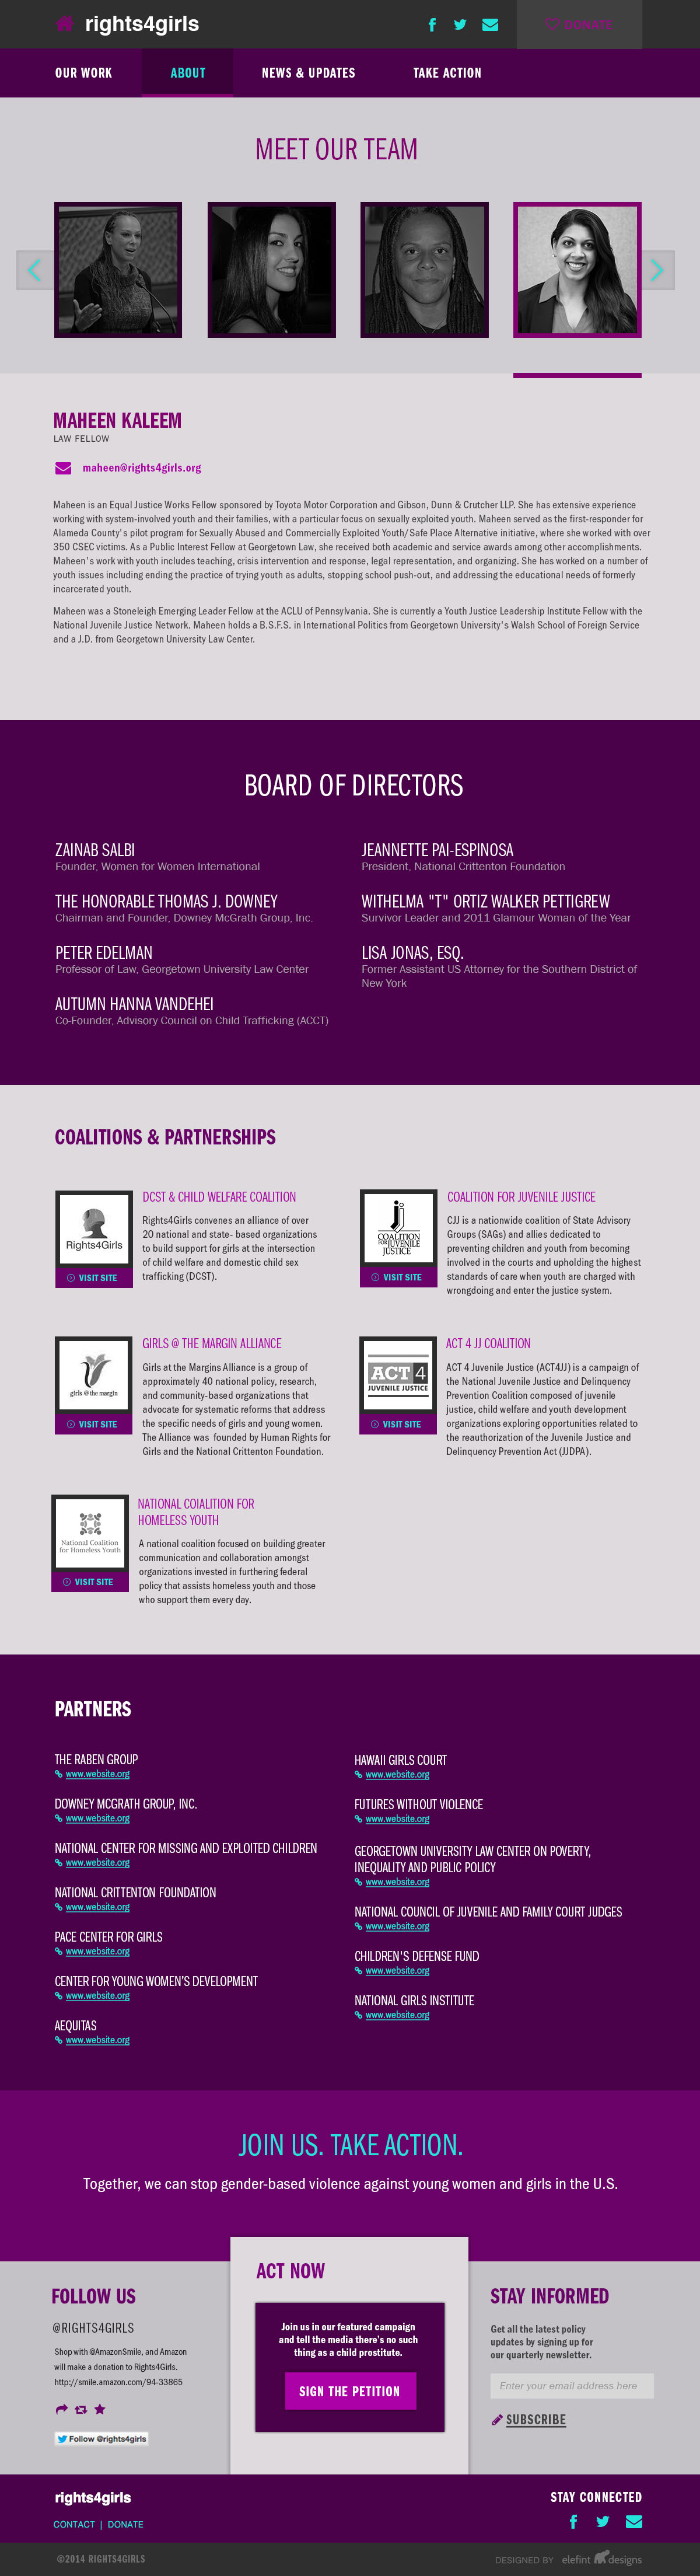 rights4girls
DONATE
OUR WORK
ABOUT
NEWS & UPDATES
TAKE ACTION
MEET OUR TEAM
MAHEEN KALEEM
LAW FELLOW
maheen@rights4girls.org
Maheen is an Equal Justice Works Fellow sponsored by Toyota Motor Corporation and Gibson, Dunn & Crutcher LLP. She has extensive experience
working with system-involved youth and their families, with a particular focus on sexually exploited youth. Maheen served as the first-responder for
Alameda County's pilot program for Sexually Abused and Commercially Exploited Youth/Safe Place Alternative initiative, where she worked with over
350 CSEC victims. As a Public Interest Fellow at Georgetown Law, she received both academic and service awards among other accomplishments.
Maheen's work with youth includes teaching, crisis intervention and response, legal representation, and organizing. She has worked on a number of
youth issues including ending the practice of trying youth as adults, stopping school push-out, and addressing the educational needs of formerly
incarcerated youth.
Maheen was a Stoneleigh Emerging Leader Fellow at the ACLU of Pennsylvania. She is currently a Youth Justice Leadership Institute Fellow with the
National Juvenile Justice Network. Maheen holds a B.S.F.S. in International Politics from Georgetown University's Walsh School of Foreign Service
and a J.D. from Georgetown University Law Center.
BOARD OF DIRECTORS
ZAINAB SALBI
Founder, Women for Women International
THE HONORABLE THOMAS J. DOWNEY
Chairman and Founder, Downey McGrath Group, Inc.
PETER EDELMAN
Professor of Law, Georgetown University Law Center
AUTUMN HANNA VANDEHEI
Co-Founder, Advisory Council on Child Trafficking (ACCT)
JEANNETTE PAI-ESPINOSA
President, National Crittenton Foundation
WITHELMA "T" ORTIZ WALKER PETTIGREW
Survivor Leader and 2011 Glamour Woman of the Year
LISA JONAS, ESQ.
Former Assistant US Attorney for the Southern District of
New York
COALITIONS & PARTNERSHIPS
Rights4Girls
VISIT SITE
DCST & CHILD WELFARE COALITION
Rights4Girls convenes an alliance of over
20 national and state- based organizations
to build support for girls at the intersection
of child welfare and domestic child sex
trafficking (DCST).
COALITION
FOR JUVENILE
JUSTICE
VISIT SITE
COALITION FOR JUVENILE JUSTICE
CJJ is a nationwide coalition of State Advisory
Groups (SAGs) and allies dedicated to
preventing children and youth from becoming
involved in the courts and upholding the highest
standards of care when youth are charged with
wrongdoing and enter the justice system.
girls @ the margin
VISIT SITE
GIRLS @ THE MARGIN ALLIANCE
Girls at the Margins Alliance is a group of
approximately 40 national policy, research,
and community-based organizations that
advocate for systematic reforms that address
the specific needs of girls and young women.
The Alliance was founded by Human Rights for
Girls and the National Crittenton Foundation.
ACT 4
JUVENILE JUSTICE
VISIT SITE
ACT 4 JJ COALITION
ACT 4 Juvenile Justice (ACT4JJ) is a campaign of
the National Juvenile Justice and Delinquency
Prevention Coalition composed of juvenile
justice, child welfare and youth development
organizations exploring opportunities related to
the reauthorization of the Juvenile Justice and
Delinquency Prevention Act (JJDPA).
National Coalition
for Homeless Youth
VISIT SITE
NATIONAL COIALITION FOR
HOMELESS YOUTH
A national coalition focused on building greater
communication and collaboration amongst
organizations invested in furthering federal
policy that assists homeless youth and those
who support them every day.
PARTNERS
THE RABEN GROUP
www.website.org
DOWNEY MCGRATH GROUP, INC.
www.website.org
NATIONAL CENTER FOR MISSING AND EXPLOITED CHILDREN
www.website.org
NATIONAL CRITTENTON FOUNDATION
www.website.org
PACE CENTER FOR GIRLS
www.website.org
CENTER FOR YOUNG WOMEN'S DEVELOPMENT
www.website.org
AEQUITAS
www.website.org
HAWAII GIRLS COURT
www.website.org
FUTURES WITHOUT VIOLENCE
www.website.org
GEORGETOWN UNIVERSITY LAW CENTER ON POVERTY,
INEQUALITY AND PUBLIC POLICY
www.website.org
NATIONAL COUNCIL OF JUVENILE AND FAMILY COURT JUDGES
www.website.org
CHILDREN'S DEFENSE FUND
www.website.org
NATIONAL GIRLS INSTITUTE
www.website.org
JOIN US. TAKE ACTION.
Together, we can stop gender-based violence against young women and girls in the U.S.
FOLLOW US
@RIGHTS4GIRLS
Shop with @AmazonSmile, and Amazon
will make a donation to Rights4Girls.
http://smile.amazon.com/94-33865
Follow @rights4girls
ACT NOW
Join us in our featured campaign
and tell the media there's no such
thing as a child prostitute.
SIGN THE PETITION
STAY INFORMED
Get all the latest policy
updates by signing up for
our quarterly newsletter.
Enter your email address here
SUBSCRIBE
rights4girls
CONTACT | DONATE
STAY CONNECTED
©2014 RIGHTS4GIRLS
DESIGNED BY elefint designs